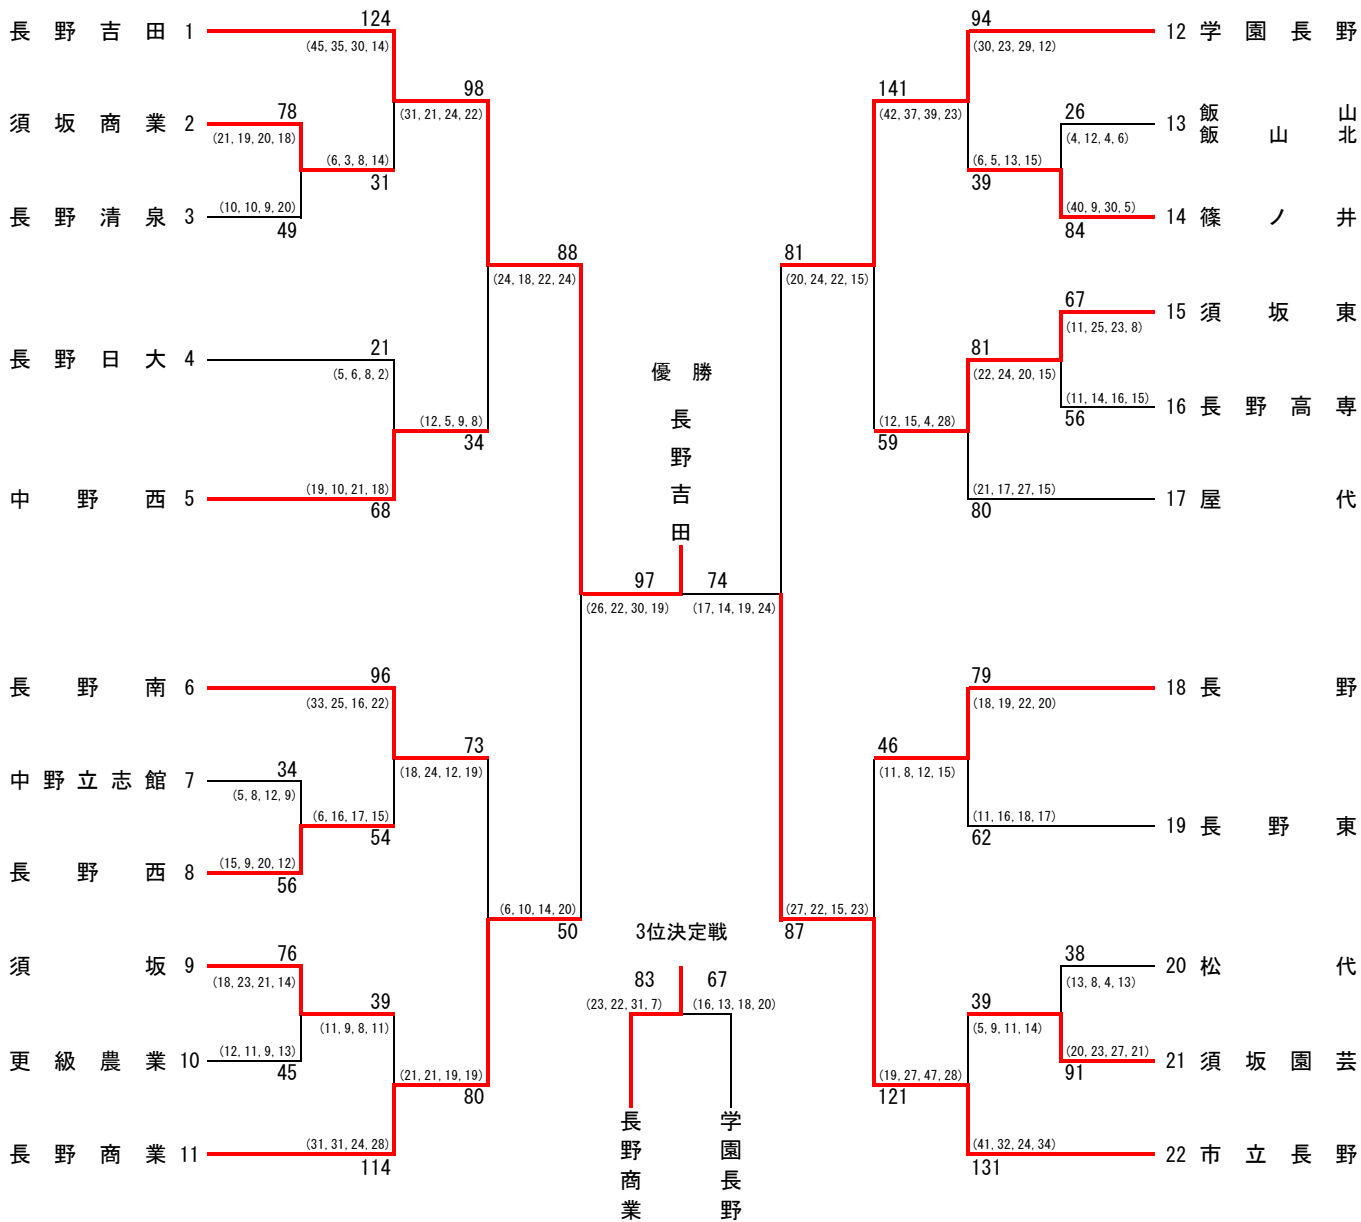 長野吉田 1
124
(45, 35, 30, 14)
須坂商業 2
78
(21, 19, 20, 18)
長野清泉 3
(10, 10, 9, 20)
49
(6, 3, 8, 14)
31
98
(31, 21, 24, 22)
長野日大 4
21
(5, 6, 8, 2)
中野西 5
(19, 10, 21, 18)
68
(12, 5, 9, 8)
34
88
(24, 18, 22, 24)
長野南 6
96
(33, 25, 16, 22)
中野立志館 7
34
(5, 8, 12, 9)
長野西 8
(15, 9, 20, 12)
56
(6, 16, 17, 15)
54
73
(18, 24, 12, 19)
須坂 9
76
(18, 23, 21, 14)
更級農業 10
(12, 11, 9, 13)
45
39
(11, 9, 8, 11)
長野商業 11
(31, 31, 24, 28)
114
(21, 21, 19, 19)
80
(6, 10, 14, 20)
50
優勝
長野吉田
97
(26, 22, 30, 19)
74
(17, 14, 19, 24)
3位決定戦
83
(23, 22, 31, 7)
67
(16, 13, 18, 20)
長野商業
学園長野
94
(30, 23, 29, 12)
12 学園長野
26
(4, 12, 4, 6)
13 飯山
飯山北
(40, 9, 30, 5)
84
14 篠ノ井
(6, 5, 13, 15)
39
141
(42, 37, 39, 23)
67
(11, 25, 23, 8)
15 須坂東
(11, 14, 16, 15)
56
16 長野高専
81
(22, 24, 20, 15)
(21, 17, 27, 15)
80
17 屋代
(12, 15, 4, 28)
59
81
(20, 24, 22, 15)
79
(18, 19, 22, 20)
18 長野
(11, 16, 18, 17)
62
19 長野東
46
(11, 8, 12, 15)
38
(13, 8, 4, 13)
20 松代
(20, 23, 27, 21)
91
21 須坂園芸
39
(5, 9, 11, 14)
(41, 32, 24, 34)
131
22 市立長野
(19, 27, 47, 28)
121
(27, 22, 15, 23)
87